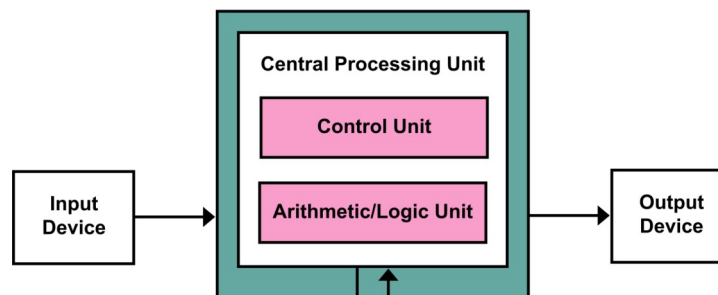 Central Processing Unit
Control Unit
Arithmetic/Logic Unit
Input
Device
Output
Device